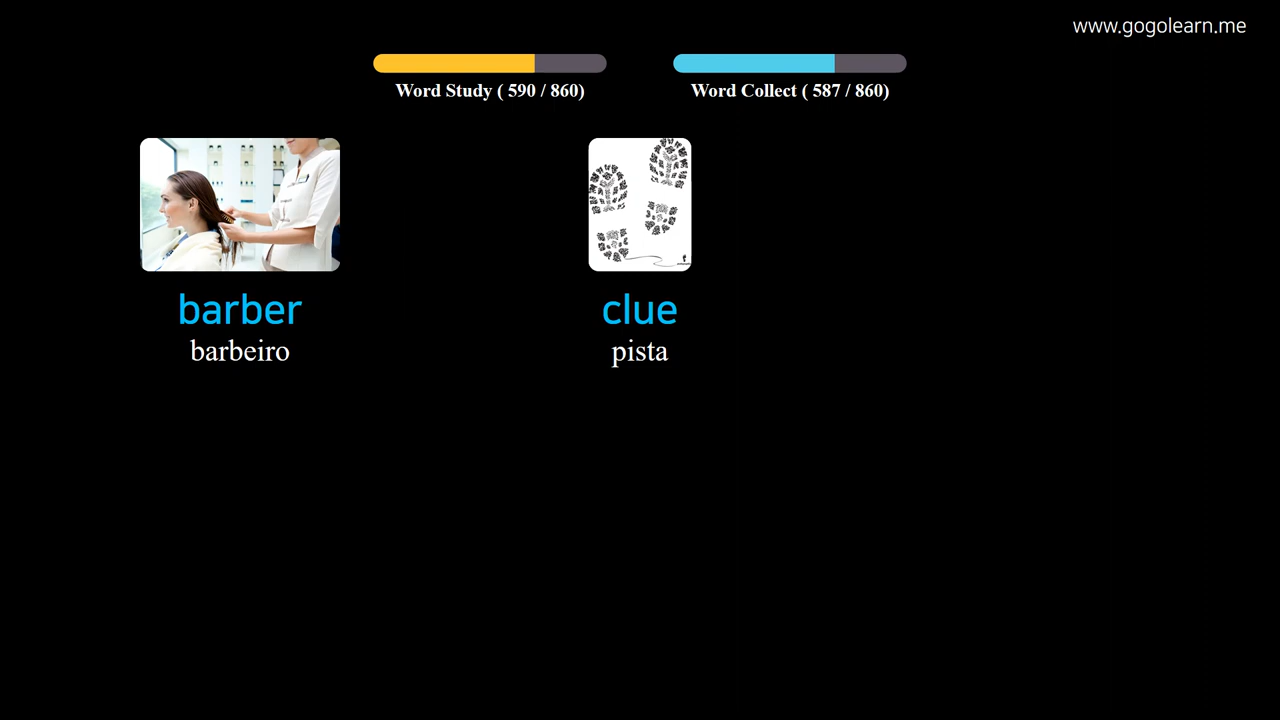 www.gogolearn.me
Word Study ( 590 / 860)
Word Collect ( 587 / 860)
barber
clue
barbeiro
pista